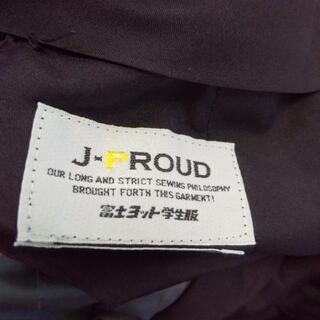 J-PROUD
OUR LONG AND STRICT SEWING PHILOSOPHY
BROUGHT FORTH THIS GARMENT!
富士ヨット学生服